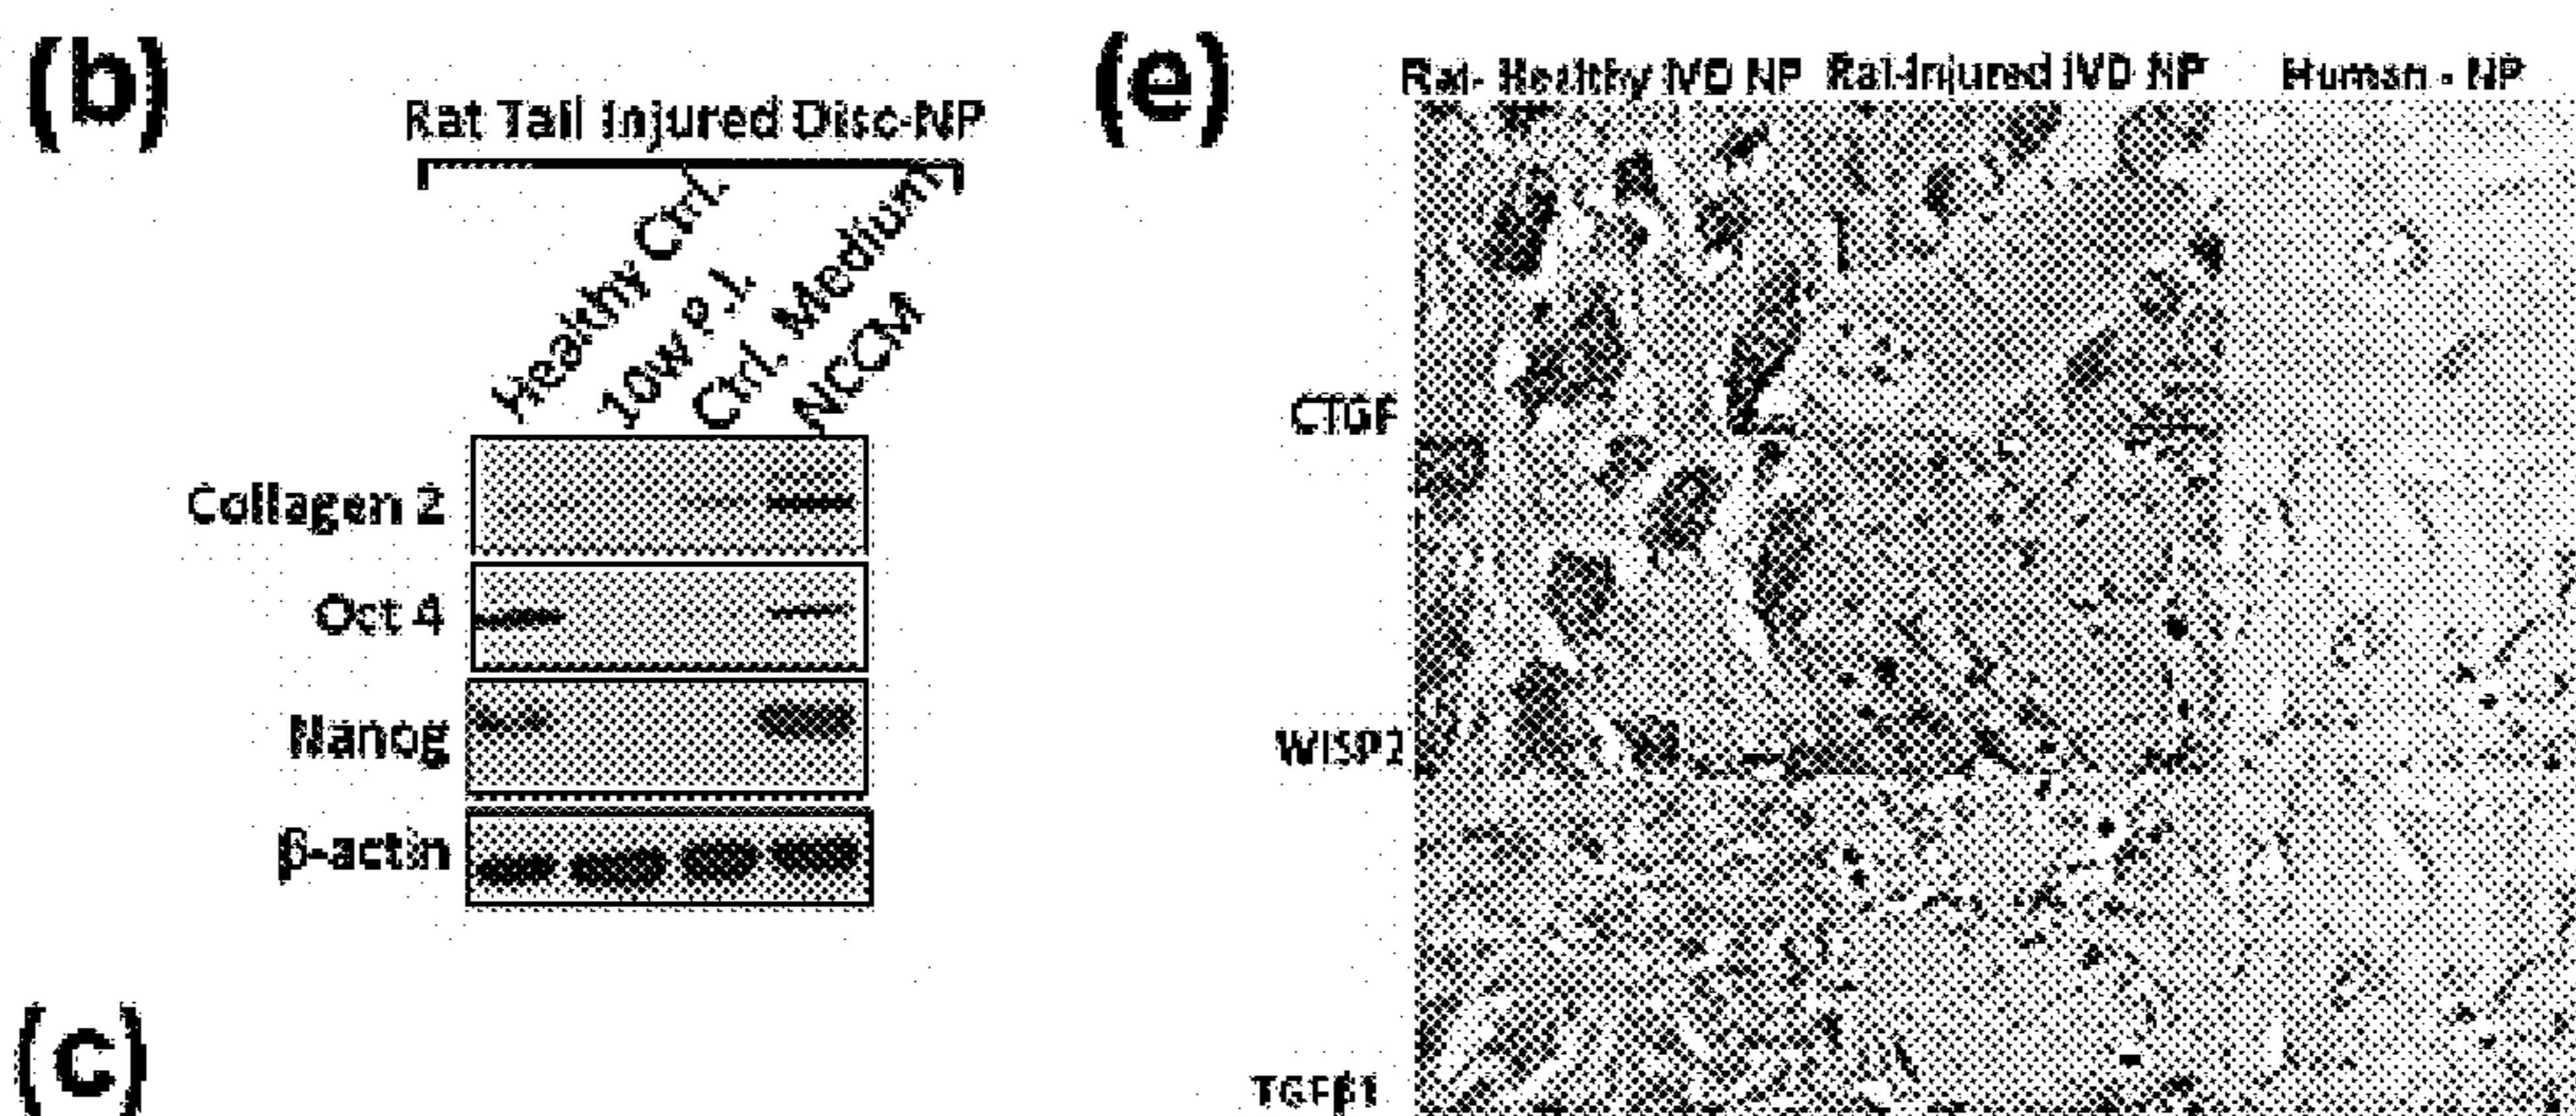 (b)
Rat Tail Injured Disc-NP
Healthy Ctrl.
10w P.I.
Ctrl. Medium
NCCM
Collagen 2
Oct 4
Nanog
β-actin
(c)
(e)
Rat- Healthy IVD NP
Rat-Injured IVD NP
Human - NP
CTGF
WISP2
TGFβ1